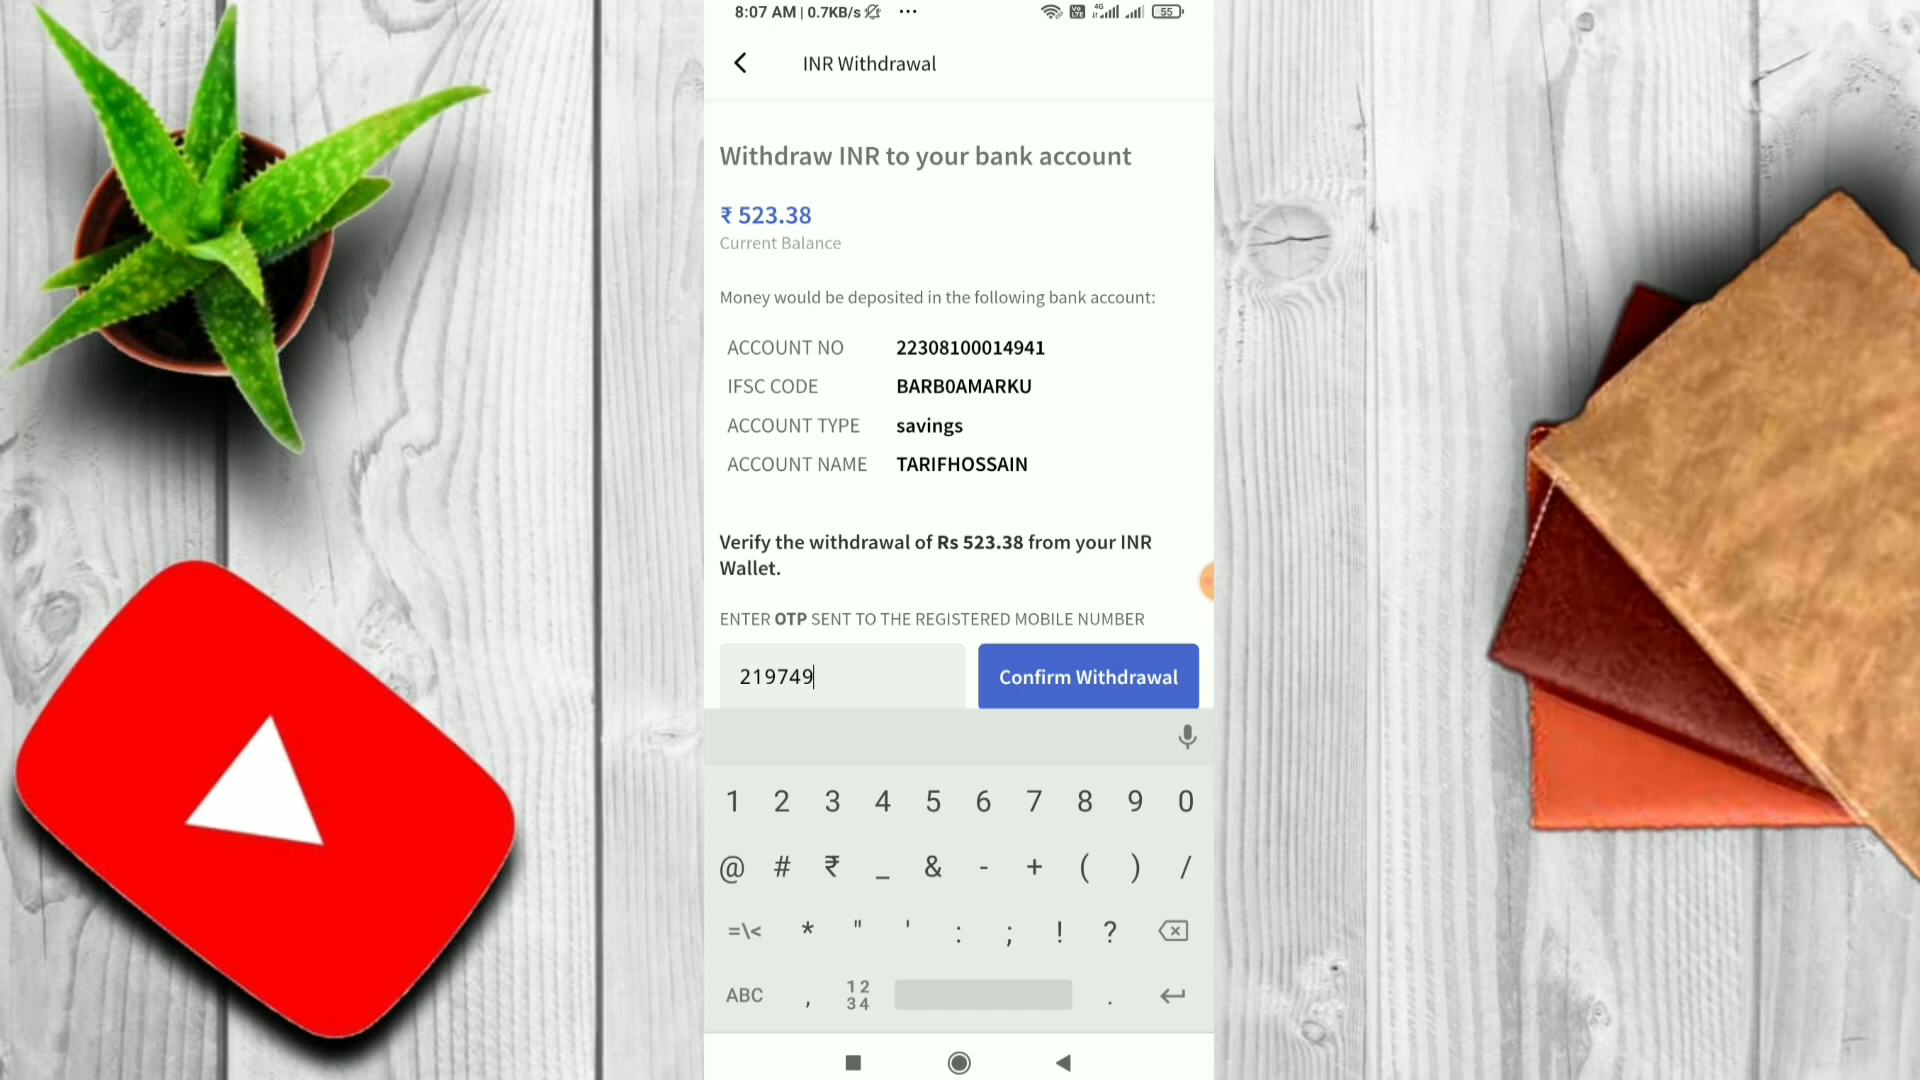 8:07 AM | 0.7KB/s ... 4G 55
INR Withdrawal
Withdraw INR to your bank account
₹ 523.38
Current Balance
Money would be deposited in the following bank account:
ACCOUNT NO 22308100014941
IFSC CODE BARB0AMARKU
ACCOUNT TYPE savings
ACCOUNT NAME TARIFHOSSAIN
Verify the withdrawal of Rs 523.38 from your INR
Wallet.
ENTER OTP SENT TO THE REGISTERED MOBILE NUMBER
219749 Confirm Withdrawal
1 2 3 4 5 6 7 8 9 0
@ # ₹ _ & - + ( ) /
=\< * " ' : ; ! ?
ABC , 12 .
34